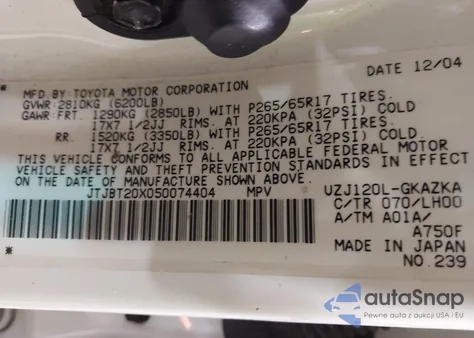 DATE 12/04
MFD BY TOYOTA MOTOR CORPORATION
GVWR 2810KG (6200LB)
GAWR: FRT. 1290KG (2850LB) WITH P265/65R17 TIRES.
17X7 1/2JJ RIMS. AT 220KPA (32PSI) COLD
RR. 1520KG (3350LB) WITH P265/65R17 TIRES.
17X7 1/2JJ RIMS. AT 220KPA (32PSI) COLD
THIS VEHICLE CONFORMS TO ALL APPLICABLE FEDERAL MOTOR
VEHICLE SAFETY THEFT PREVENTION STANDARDS IN EFFECT
ON THE DATE OF MANUFACTURE SHOWN ABOVE.
JTJBT20X050074404 MPV UZJ120L-GKAZKA
C/TR 070/LH00
A/TM A01A/
A750F
MADE IN JAPAN
NO.239
autoSnap
Pewne auta z aukcji USA i EU